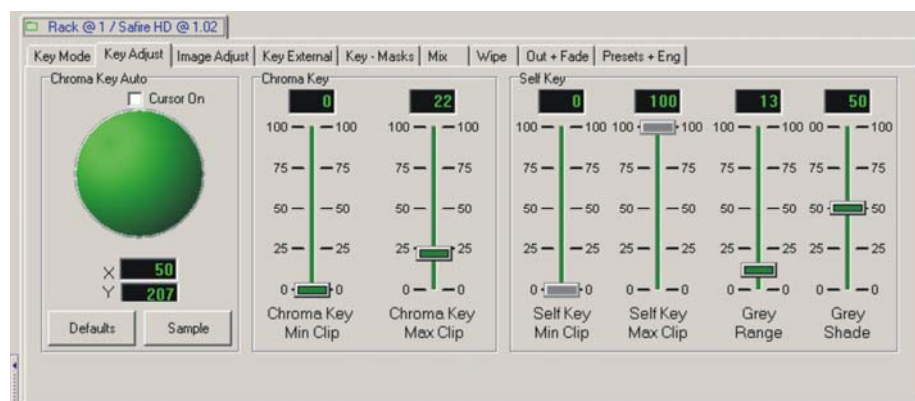 Rack @ 1 / Safire HD @ 1.02
Key Mode Key Adjust Image Adjust Key External Key - Masks Mix Wipe Out + Fade Presets + Eng
Chroma Key Auto
Cursor On
X 50
Y 207
Defaults Sample
Chroma Key
0 22
100 100 100 100
75 75 75 75
50 50 50 50
25 25 25 25
0 0 0 0
Chroma Key Chroma Key
Min Clip Max Clip
Self Key
0 100 13 50
100 100 100 100 100 100 00 100
75 75 75 75 75 75 75 75
50 50 50 50 50 50 50 50
25 25 25 25 25 25 25 25
0 0 0 0 0 0 0 0
Self Key Self Key Grey Grey
Min Clip Max Clip Range Shade